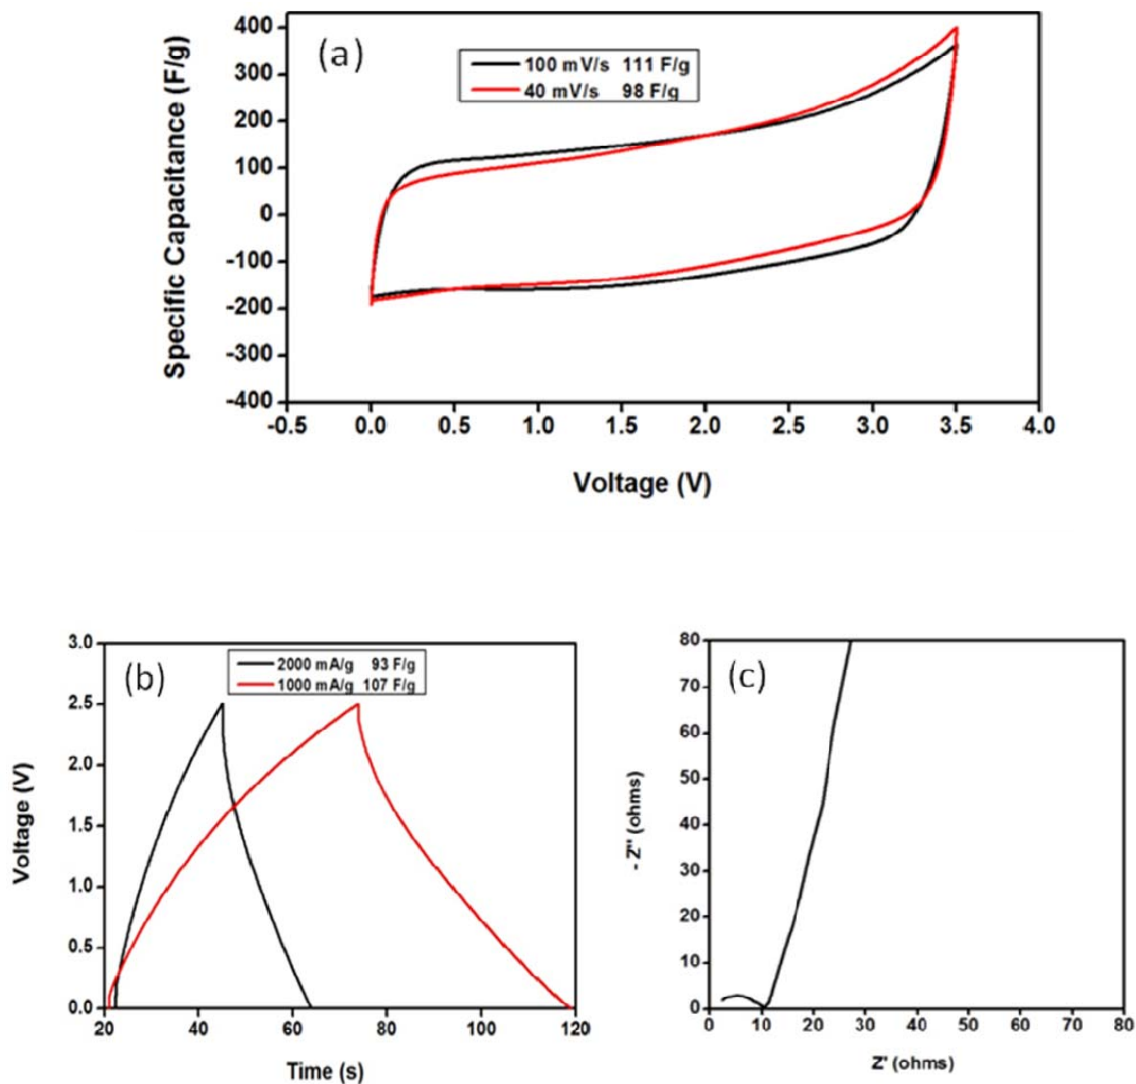 (a)
100 mV/s 111 F/g
40 mV/s 98 F/g
Specific Capacitance (F/g)
400
300
200
100
0
-100
-200
-300
-400
-0.5 0.0 0.5 1.0 1.5 2.0 2.5 3.0 3.5 4.0
Voltage (V)
(b)
2000 mA/g 93 F/g
1000 mA/g 107 F/g
Voltage (V)
3.0
2.5
2.0
1.5
1.0
0.5
0.0
20 40 60 80 100 120
Time (s)
(c)
- Z'' (ohms)
80
70
60
50
40
30
20
10
0
0 10 20 30 40 50 60 70 80
Z' (ohms)